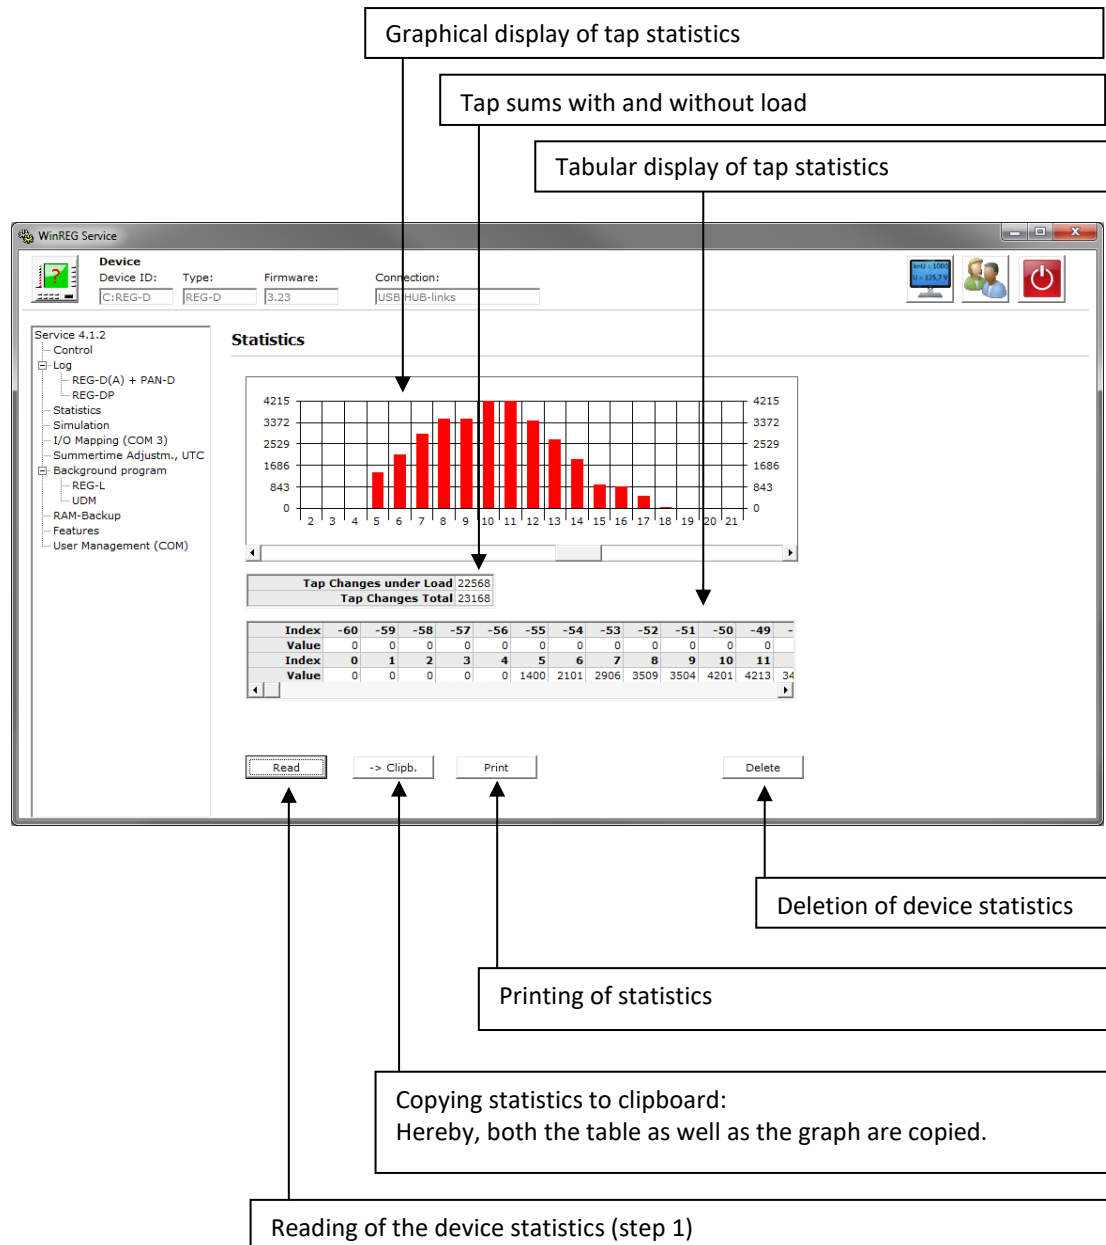 Graphical display of tap statistics
Tap sums with and without load
Tabular display of tap statistics
WinREG Service
Device
Device ID: Type: Firmware: Connection:
C:REG-D REG-D 3.23 USB HUB-links
knU = 1000
U = 125,7 V
Service 4.1.2
Control
Log
REG-D(A) + PAN-D
REG-DP
Statistics
Simulation
I/O Mapping (COM 3)
Summertime Adjustm., UTC
Background program
REG-L
UDM
RAM-Backup
Features
User Management (COM)
Statistics
4215 4215
3372 3372
2529 2529
1686 1686
843 843
0 0
2 3 4 5 6 7 8 9 10 11 12 13 14 15 16 17 18 19 20 21
Tap Changes under Load 22568
Tap Changes Total 23168
Index -60 -59 -58 -57 -56 -55 -54 -53 -52 -51 -50 -49 -
Value 0 0 0 0 0 0 0 0 0 0 0 0
Index 0 1 2 3 4 5 6 7 8 9 10 11
Value 0 0 0 0 0 1400 2101 2906 3509 3504 4201 4213 34
Read -> Clipb. Print Delete
Deletion of device statistics
Printing of statistics
Copying statistics to clipboard:
Hereby, both the table as well as the graph are copied.
Reading of the device statistics (step 1)